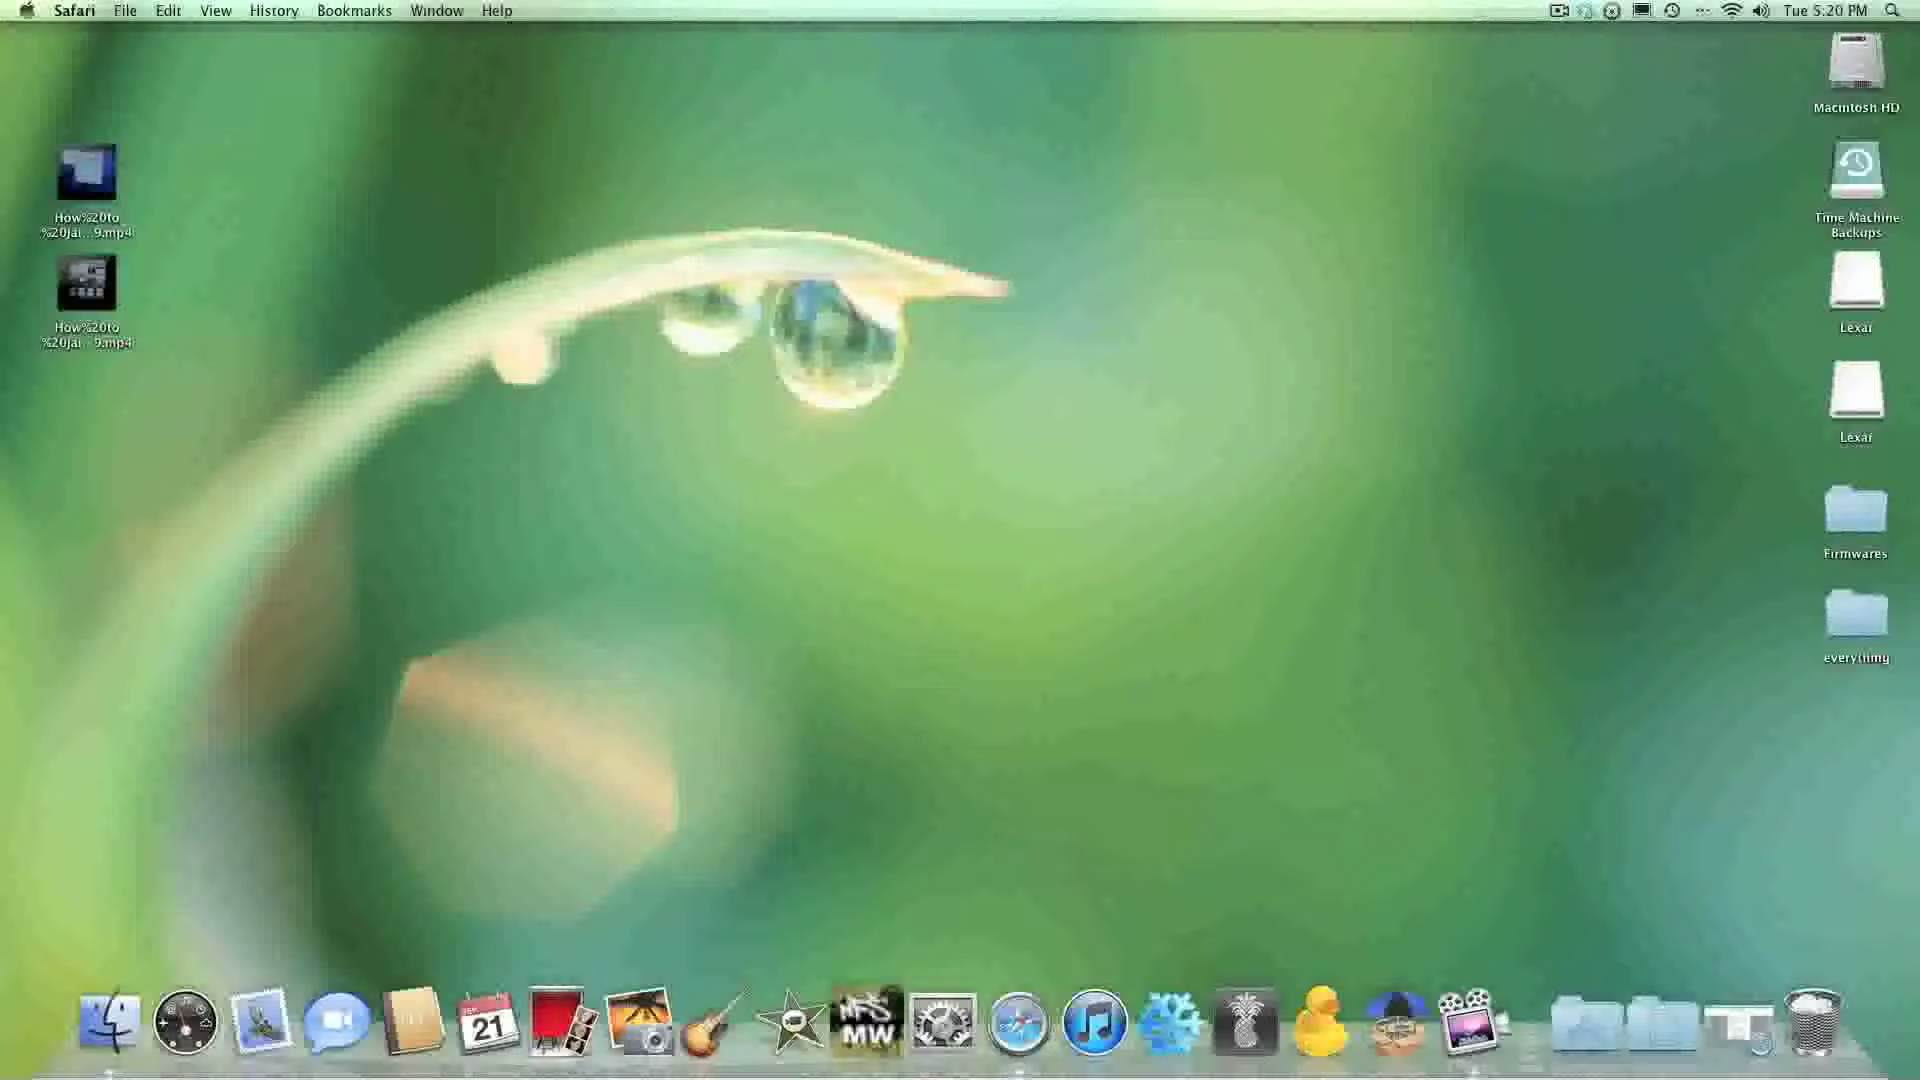 Safari File Edit View History Bookmarks Window Help
Tue 5:20 PM
Macintosh HD
How%20to
%20Jai...9.mp4
Time Machine
Backups
How%20to
%20Jai...9.mp4
Lexar
Lexar
Firmwares
everything
21
NFS
MW